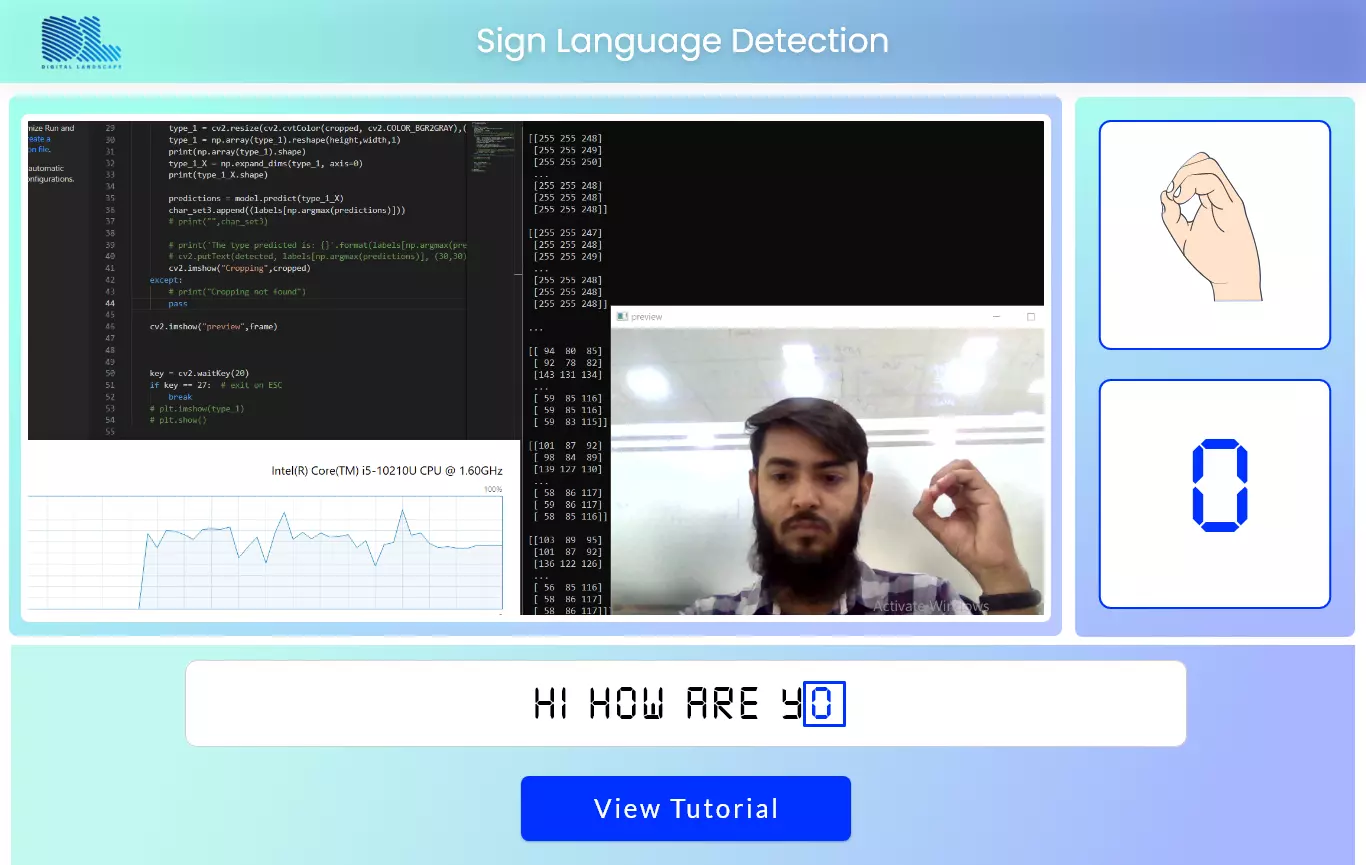 DIGITAL LANDSCAPE
Sign Language Detection
mize Run and
eate a
on file.
automatic
onfigurations.
29 type_1 = cv2.resize(cv2.cvtColor(cropped, cv2.COLOR_BGR2GRAY),(
30 type_1 = np.array(type_1).reshape(height,width,1)
31 print(np.array(type_1).shape)
32 type_1_X = np.expand_dims(type_1, axis=0)
33 print(type_1_X.shape)
34
35 predictions = model.predict(type_1_X)
36 char_set3.append((labels[np.argmax(predictions)]))
37 # print("",char_set3)
38
39 # print('The type predicted is: {}'.format(labels[np.argmax(pre
40 # cv2.putText(detected, labels[np.argmax(predictions)], (30,30)
41 cv2.imshow("Cropping",cropped)
42 except:
43 # print("Cropping not found")
44 pass
45
46 cv2.imshow("preview",frame)
47
48
49
50 key = cv2.waitKey(20)
51 if key == 27: # exit on ESC
52 break
53 # plt.imshow(type_1)
54 # plt.show()
55
Intel(R) Core(TM) i5-10210U CPU @ 1.60GHz
100%
[[255 255 248]
[255 255 249]
[255 255 250]
...
[255 255 248]
[255 255 248]
[255 255 248]]
[[255 255 247]
[255 255 248]
[255 255 249]
...
[255 255 248]
[255 255 248]
[255 255 248]]
...
[[ 94 80 85]
[ 92 78 82]
[143 131 134]
...
[ 59 85 116]
[ 59 85 116]
[ 59 83 115]]
[[101 87 92]
[ 98 84 89]
[139 127 130]
...
[ 58 86 117]
[ 59 86 117]
[ 58 85 116]]
[[103 89 95]
[101 87 92]
[136 122 126]
...
[ 56 85 116]
[ 58 86 117]
[ 58 86 117]]
preview
Activate Windows
O
HI HOW ARE YO
View Tutorial